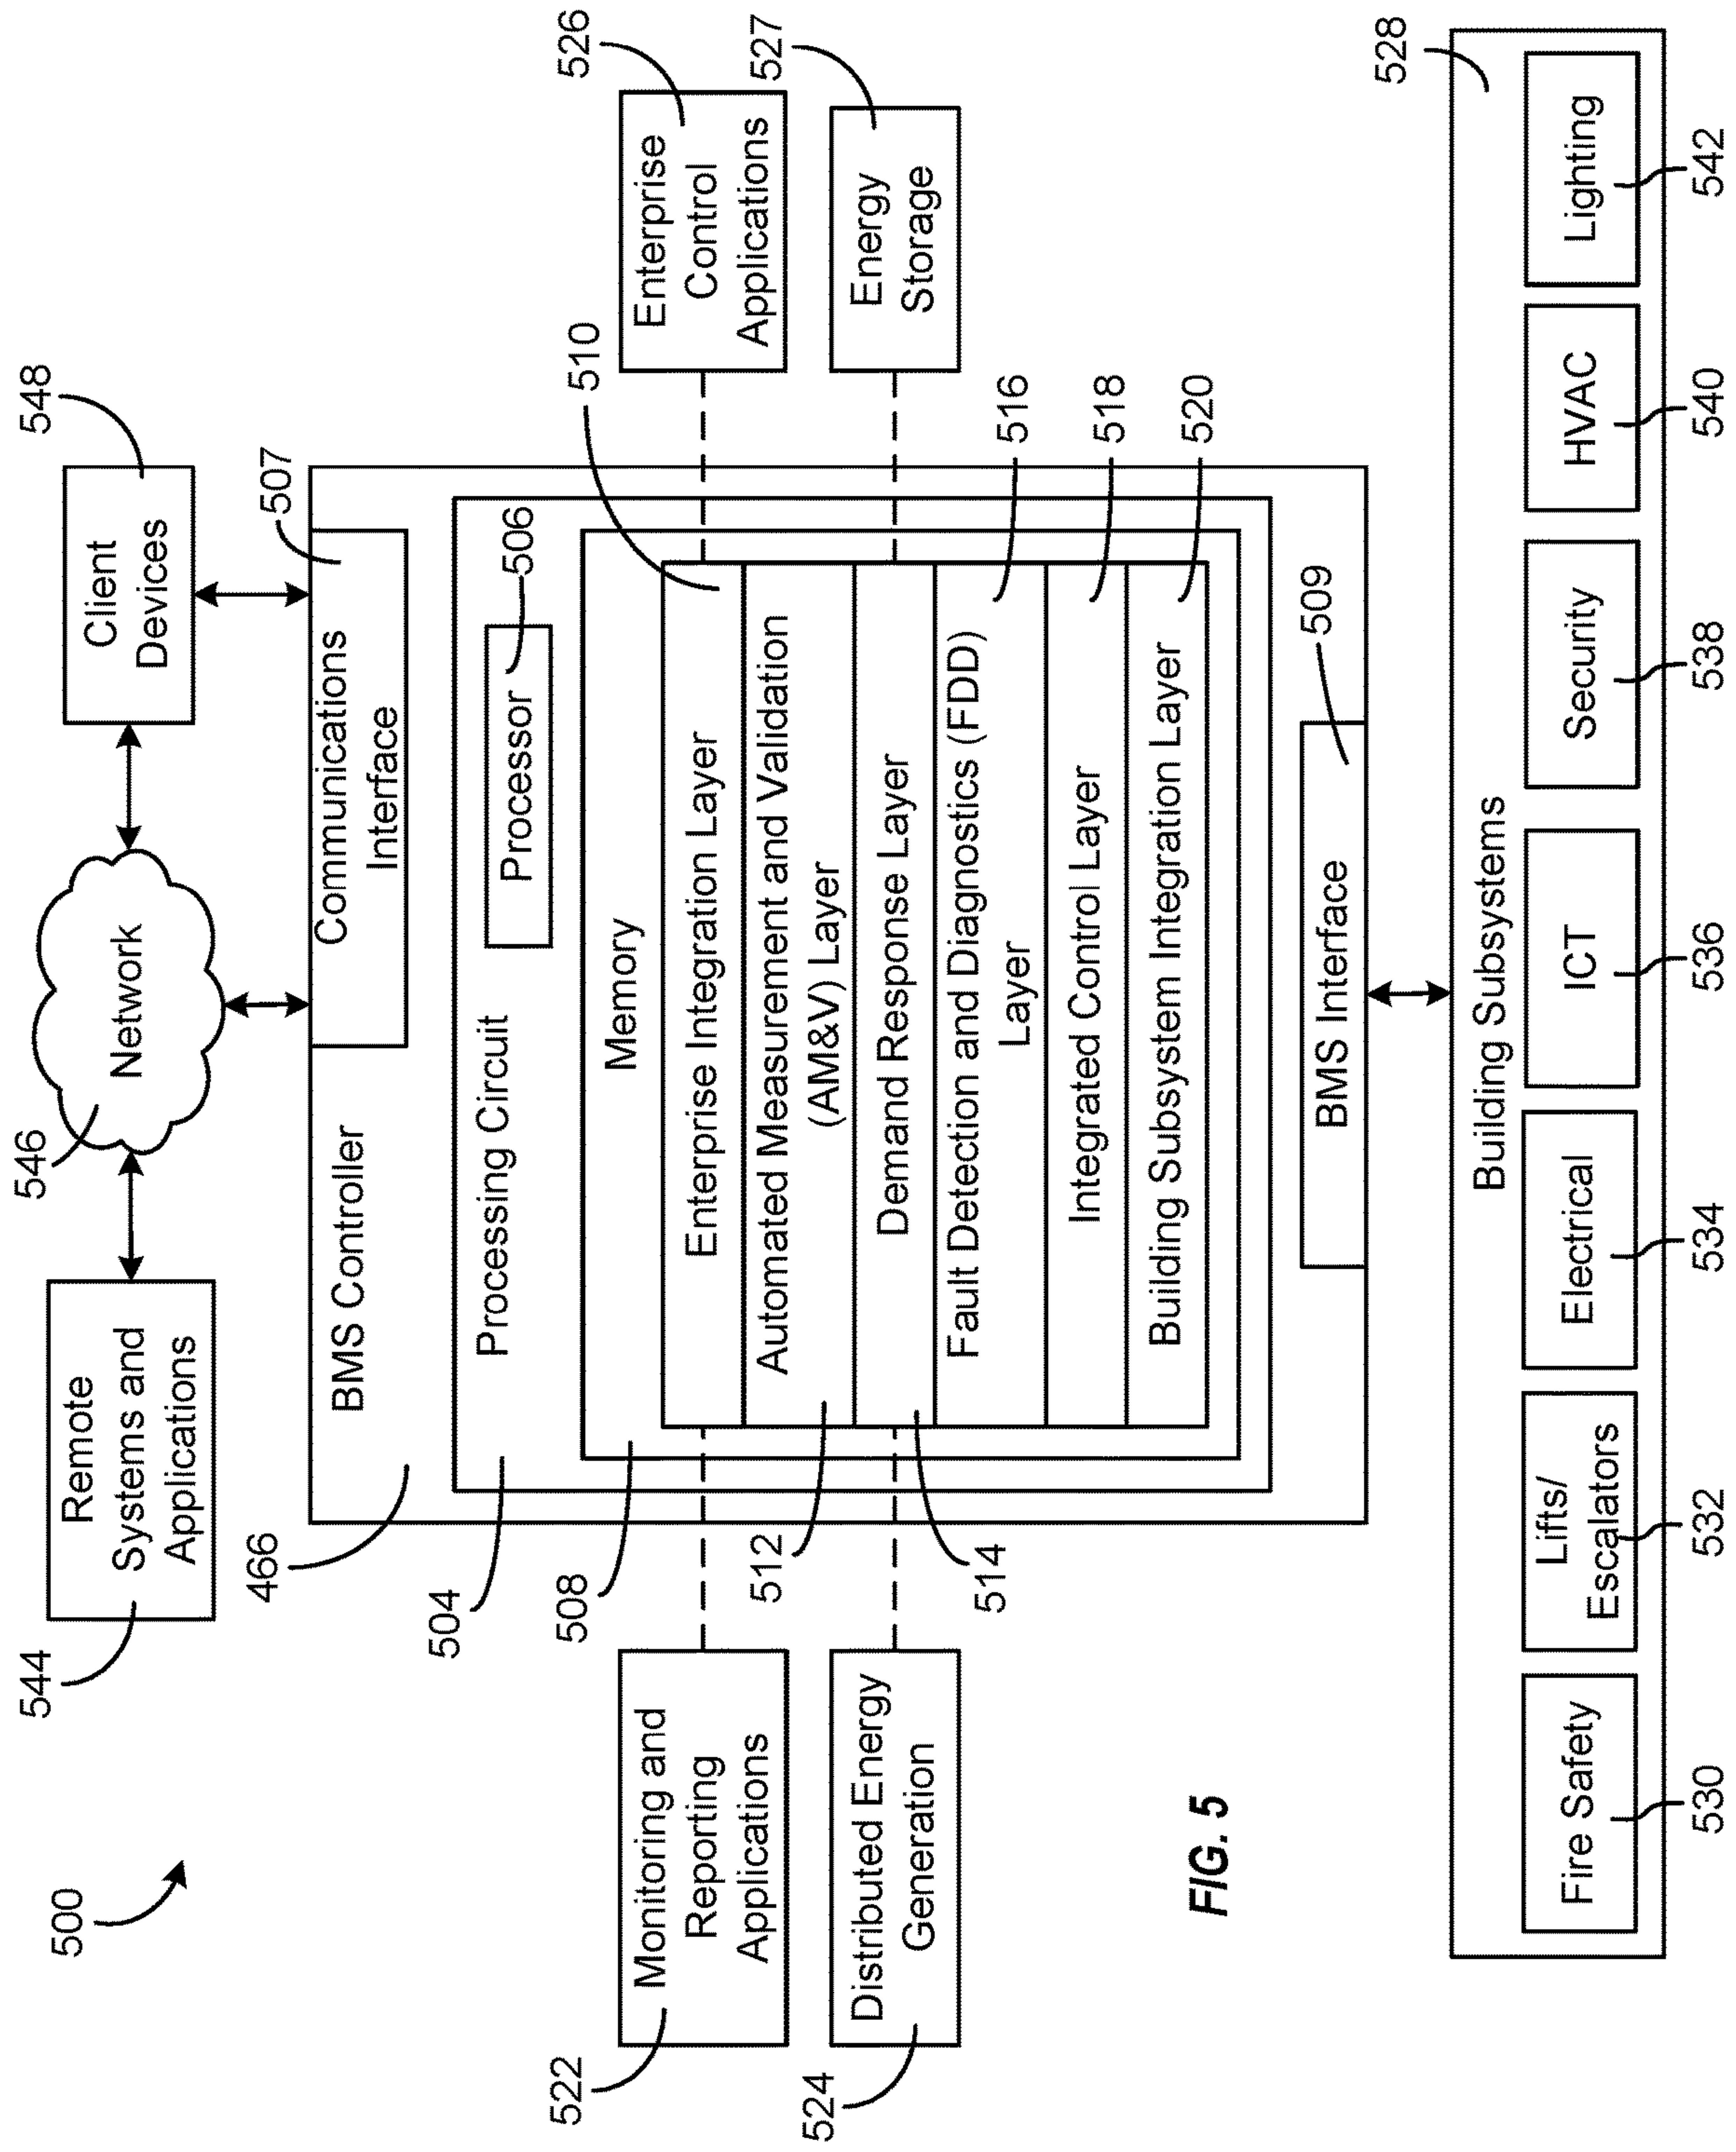 500
544
Remote
Systems and
Applications
546
Network
548
Client
Devices
466
BMS Controller
507
Communications
Interface
504
Processing Circuit
506
Processor
508
Memory
510
Enterprise Integration Layer
512
Automated Measurement and Validation
(AM&V) Layer
514
Demand Response Layer
516
Fault Detection and Diagnostics (FDD)
Layer
518
Integrated Control Layer
520
Building Subsystem Integration Layer
522
Monitoring and
Reporting
Applications
524
Distributed Energy
Generation
526
Enterprise
Control
Applications
527
Energy
Storage
509
BMS Interface
FIG. 5
528
Building Subsystems
Fire Safety
Lifts/
Escalators
Electrical
ICT
Security
HVAC
Lighting
530
532
534
536
538
540
542